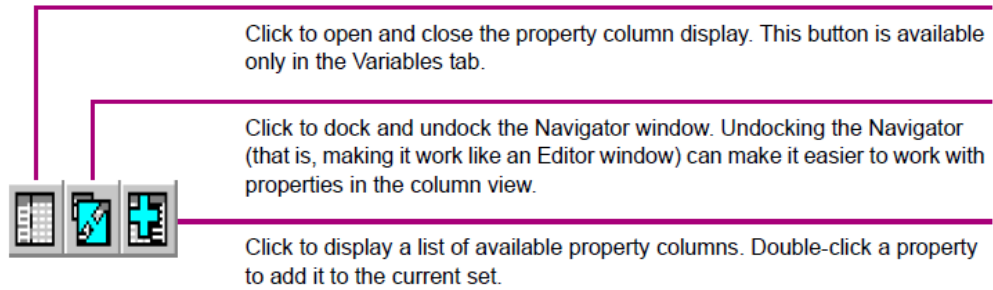 Click to open and close the property column display. This button is available
only in the Variables tab.
Click to dock and undock the Navigator window. Undocking the Navigator
(that is, making it work like an Editor window) can make it easier to work with
properties in the column view.
Click to display a list of available property columns. Double-click a property
to add it to the current set.